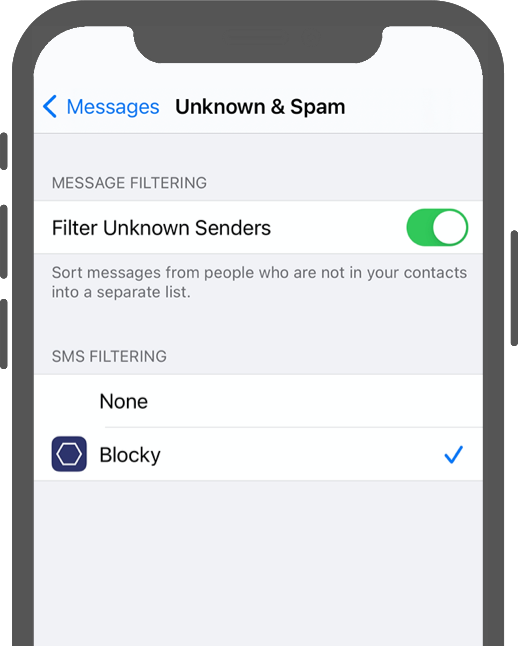 Messages Unknown & Spam
MESSAGE FILTERING
Filter Unknown Senders
Sort messages from people who are not in your contacts
into a separate list.
SMS FILTERING
None
Blocky